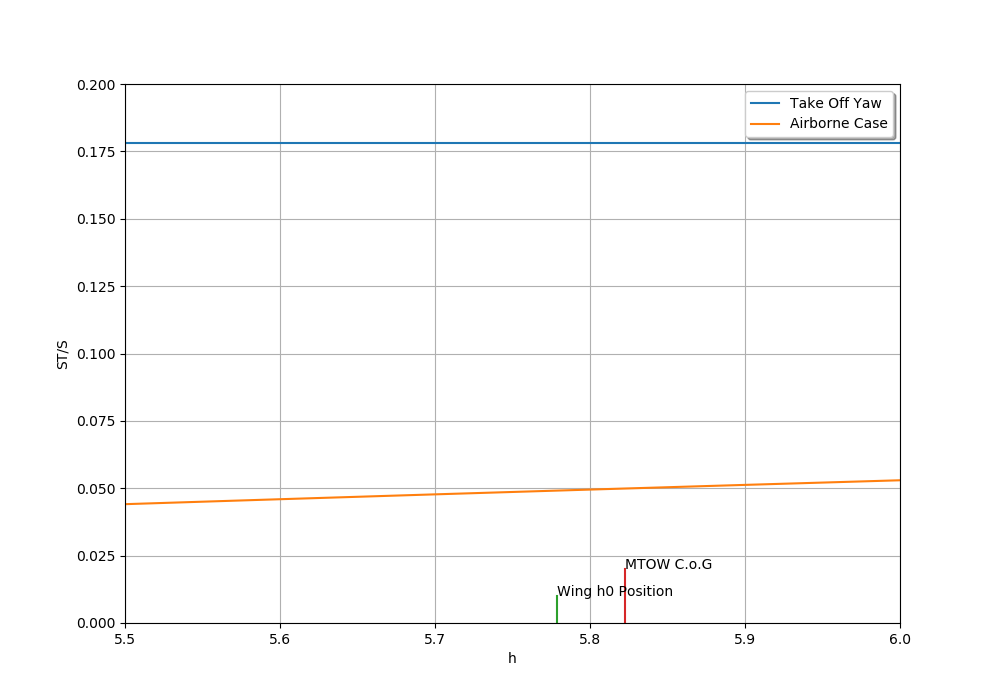 0.200
0.175
0.150
0.125
0.100
0.075
0.050
0.025
0.000
ST/S
Take Off Yaw
Airborne Case
MTOW C.o.G
Wing h0 Position
5.5 5.6 5.7 5.8 5.9 6.0
h